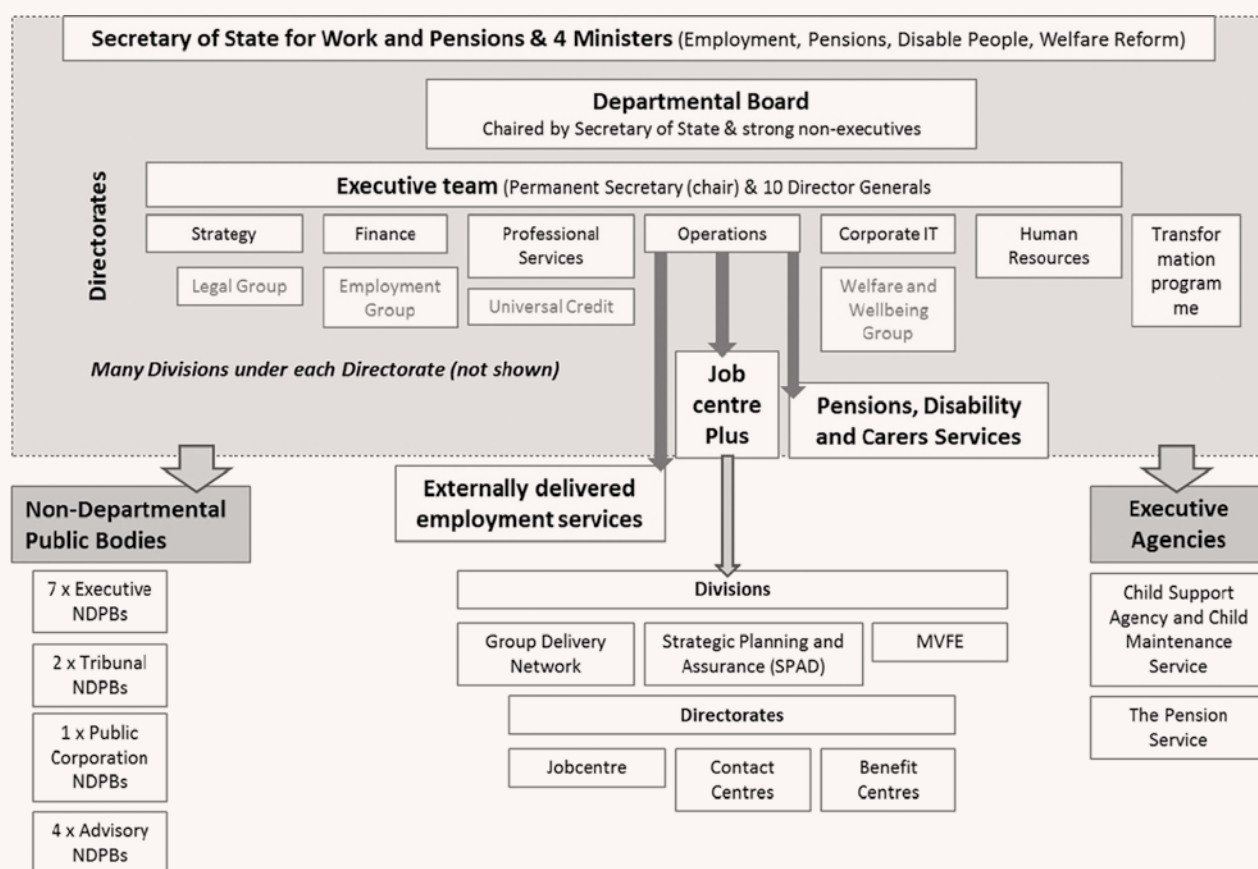 Secretary of State for Work and Pensions & 4 Ministers (Employment, Pensions, Disable People, Welfare Reform)
Departmental Board
Chaired by Secretary of State & strong non-executives
Directorates
Executive team (Permanent Secretary (chair) & 10 Director Generals
Strategy
Finance
Professional
Services
Operations
Corporate IT
Human
Resources
Transfor
mation
program
me
Legal Group
Employment
Group
Universal Credit
Welfare and
Wellbeing
Group
Many Divisions under each Directorate (not shown)
Job
centre
Plus
Pensions, Disability
and Carers Services
Externally delivered
employment services
Non-Departmental
Public Bodies
7 x Executive
NDPBs
2 x Tribunal
NDPBs
1 x Public
Corporation
NDPBs
4 x Advisory
NDPBs
Divisions
Group Delivery
Network
Strategic Planning and
Assurance (SPAD)
MVFE
Directorates
Jobcentre
Contact
Centres
Benefit
Centres
Executive
Agencies
Child Support
Agency and Child
Maintenance
Service
The Pension
Service